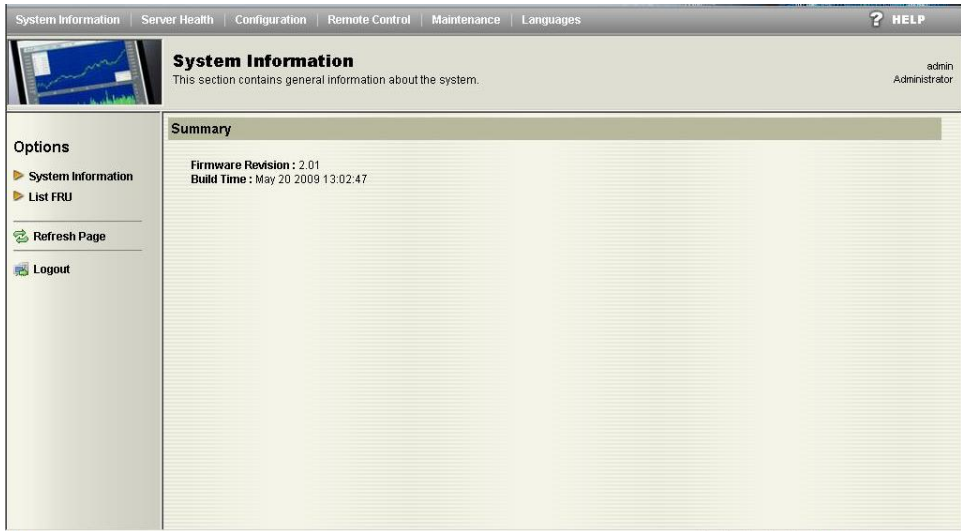 System Information Server Health Configuration Remote Control Maintenance Languages ? HELP
System Information
This section contains general information about the system.
admin
Administrator
Options
System Information
List FRU
Refresh Page
Logout
Summary
Firmware Revision : 2.01
Build Time : May 20 2009 13:02:47